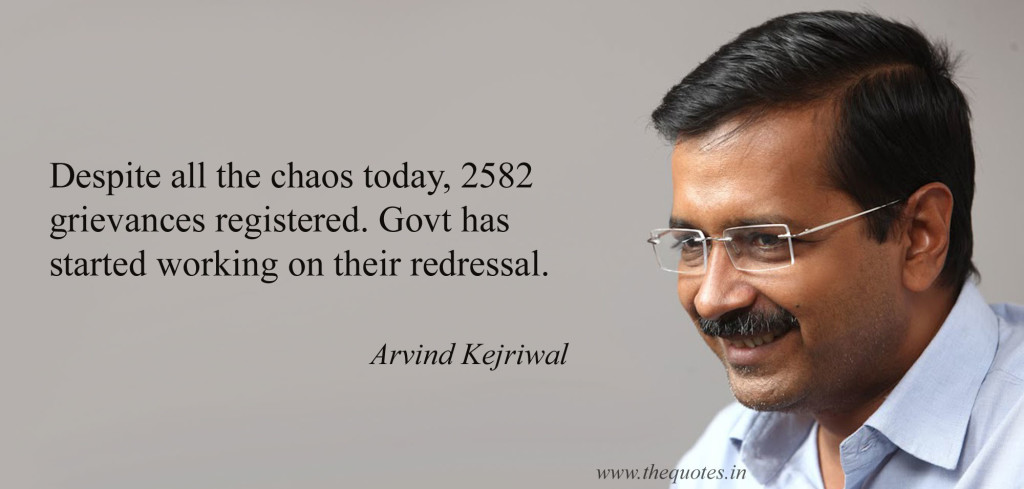 Despite all the chaos today, 2582
grievances registered. Govt has
started working on their redressal.
Arvind Kejriwal
www.thequotes.in